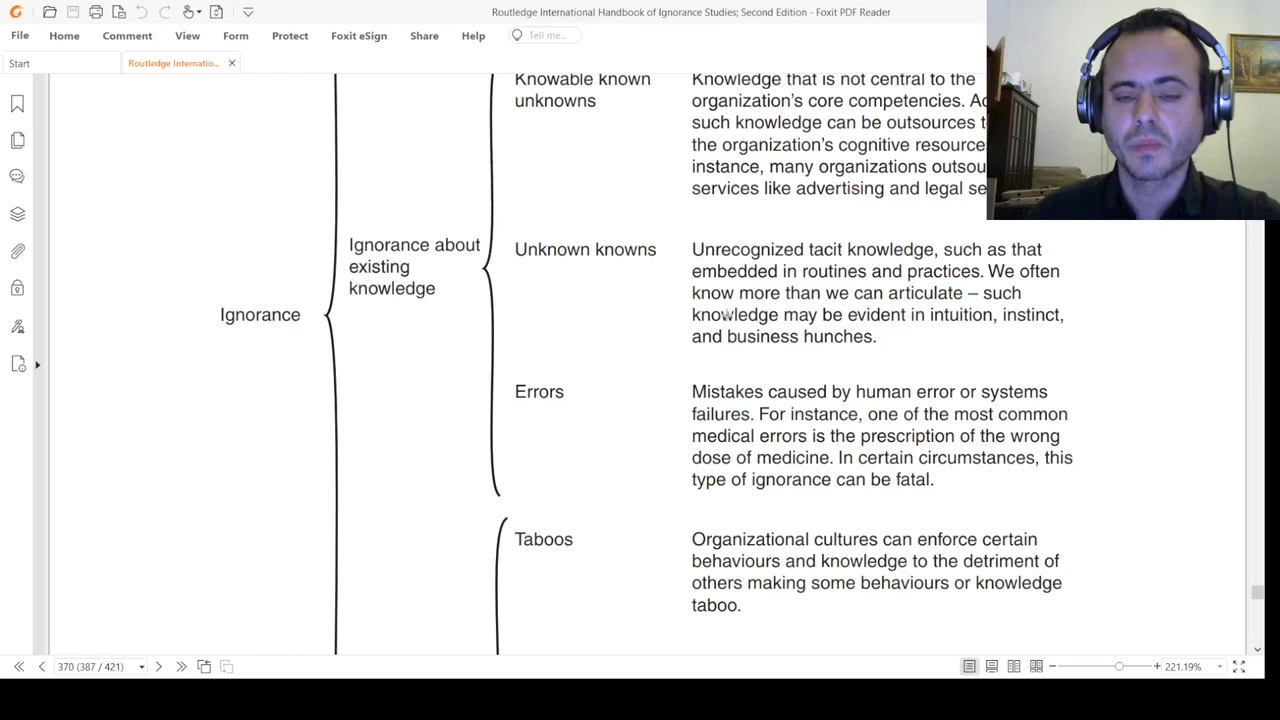 Routledge International Handbook of Ignorance Studies; Second Edition - Foxit PDF Reader
File Home Comment View Form Protect Foxit eSign Share Help Tell me...
Start Routledge Internatio...
Knowable known
unknowns
Knowledge that is not central to the
organization's core competencies.
such knowledge can be outsources
the organization's cognitive resource
instance, many organizations
services like advertising and legal
Ignorance
Ignorance about
existing
knowledge
Unknown knowns
Unrecognized tacit knowledge, such as that
embedded in routines and practices. We often
know more than we can articulate – such
knowledge may be evident in intuition, instinct,
and business hunches.
Errors
Mistakes caused by human error or systems
failures. For instance, one of the most common
medical errors is the prescription of the wrong
dose of medicine. In certain circumstances, this
type of ignorance can be fatal.
Taboos
Organizational cultures can enforce certain
behaviours and knowledge to the detriment of
others making some behaviours or knowledge
taboo.
370 (387 / 421)
221.19%